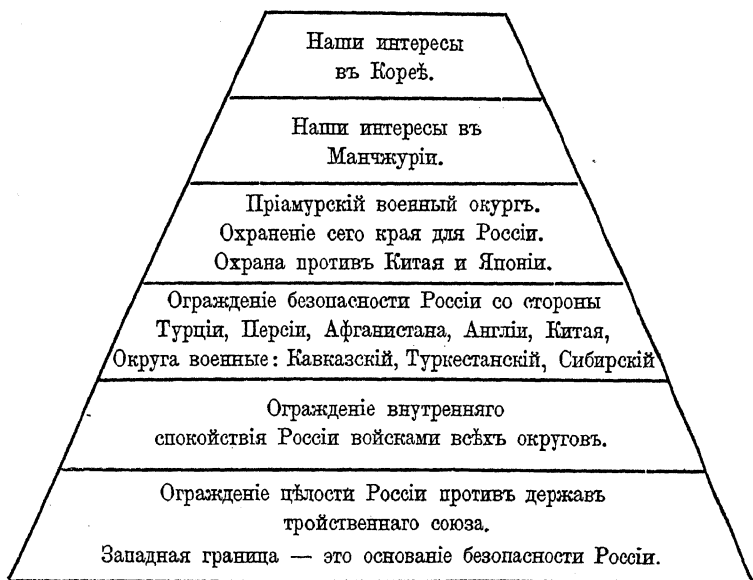 Наши интересы
въ Кореѣ.
Наши интересы въ
Манчжуріи.
Пріамурскій военный окургъ.
Охраненіе сего края для Россіи.
Охрана противъ Китая и Японіи.
Огражденіе безопасности Россіи со стороны
Турціи, Персіи, Афганистана, Англіи, Китая,
Округа военные: Кавказскій, Туркестанскій, Сибирскій
Огражденіе внутренняго
спокойствія Россіи войсками всѣхъ округовъ.
Огражденіе цѣлости Россіи противъ державъ
тройственнаго союза.
Западная граница — это основаніе безопасности Россіи.